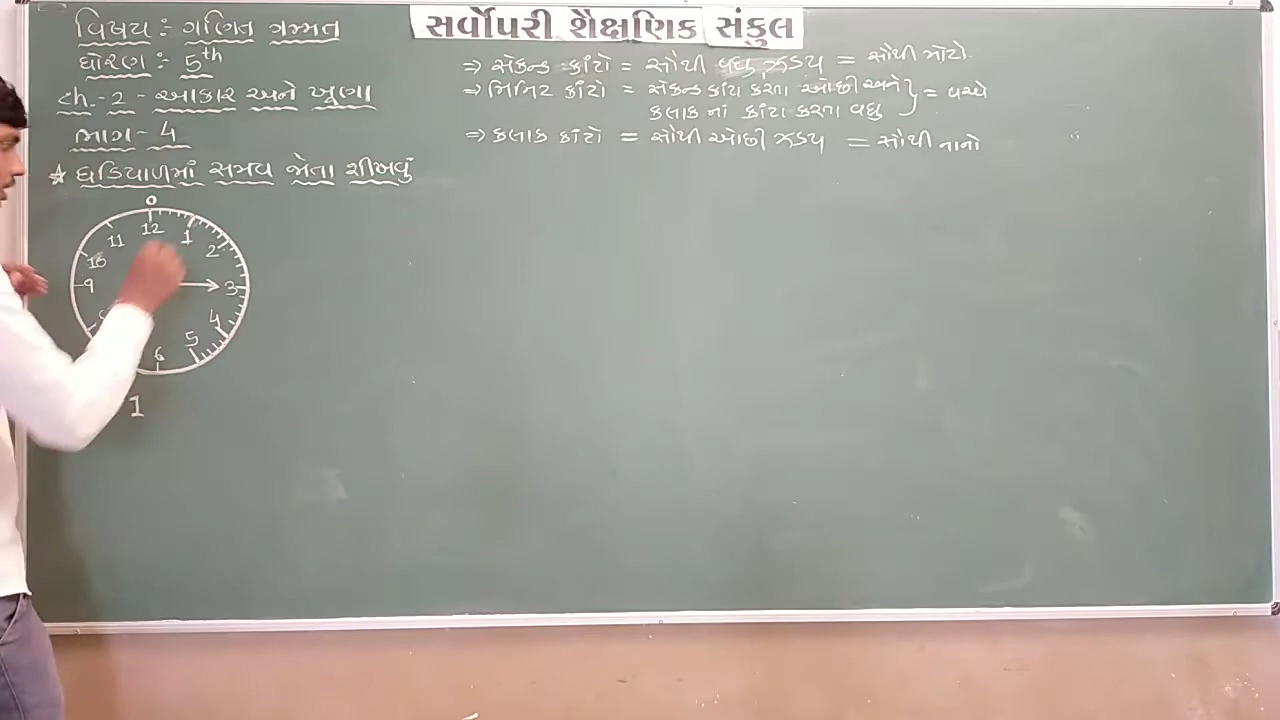 સર્વોપરી શૈક્ષણિક સંકુલ
વિષય : ગણિત ગમ્મત
ધોરણ : 5th
ch. - 2 - આકાર અને ખૂણા
ભાગ - 4
☆ ઘડિયાળમાં સમય જોતા શીખવું
⇒ સેકન્ડ કાંટો = સૌથી વધુ ઝડપ = સૌથી મોટો
⇒ મિનિટ કાંટો = સેકન્ડ કાંટા કરતા ઓછી અને } = વચ્ચે
કલાક નાં કાંટા કરતા વધુ
⇒ કલાક કાંટો = સૌથી ઓછી ઝડપ = સૌથી નાનો
0
12
11 1
10 2
9 3
4
5
6
1